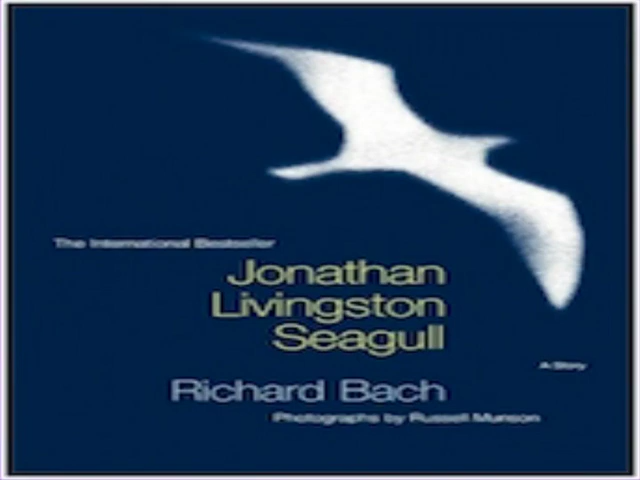 The International Bestseller
Jonathan
Livingston
Seagull
A Story
Richard Bach
Photographs by Russell Munson